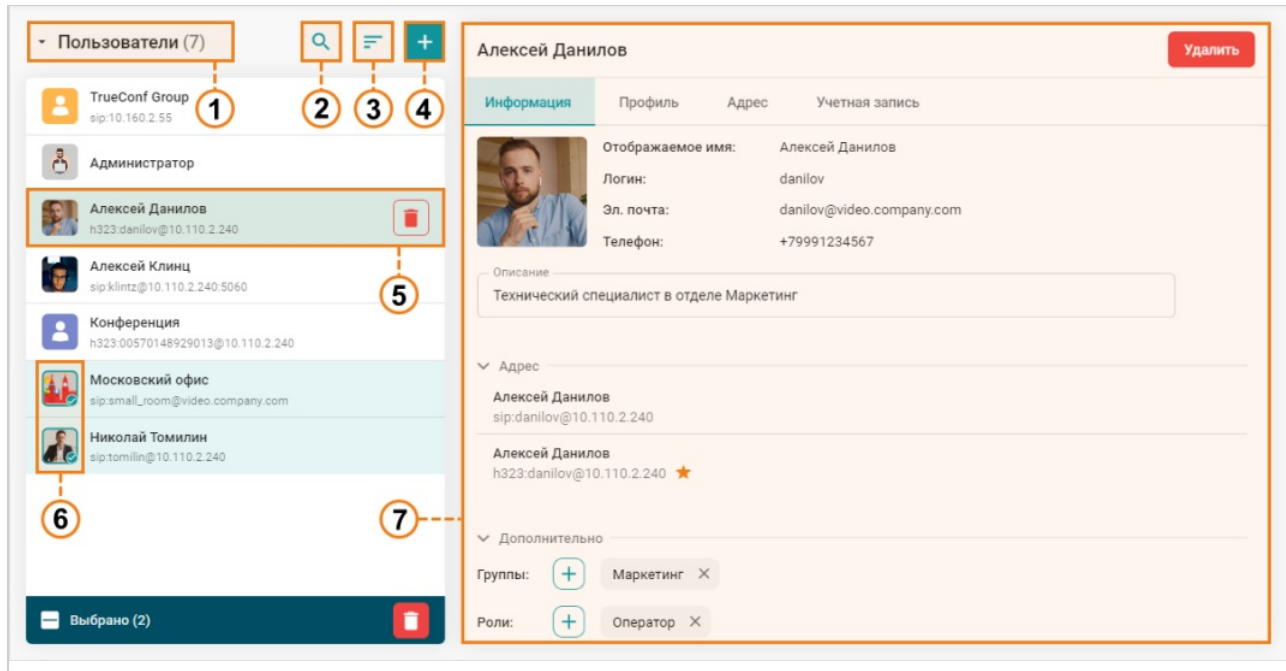 Пользователи (7)
TrueConf Group
sip:10.160.2.55
1
2
3
4
Администратор
Алексей Данилов
h323:danilov@10.110.2.240
Алексей Клинц
sip:klintz@10.110.2.240:5060
5
Конференция
h323:00570148929013@10.110.2.240
Московский офис
sip:small_room@video.company.com
Николай Томилин
sip:tomilin@10.110.2.240
6
7
Выбрано (2)
Алексей Данилов
Удалить
Информация Профиль Адрес Учетная запись
Отображаемое имя: Алексей Данилов
Логин: danilov
Эл. почта: danilov@video.company.com
Телефон: +79991234567
Описание
Технический специалист в отделе Маркетинг
Адрес
Алексей Данилов
sip:danilov@10.110.2.240
Алексей Данилов
h323:danilov@10.110.2.240
Дополнительно
Группы: Маркетинг
Роли: Оператор